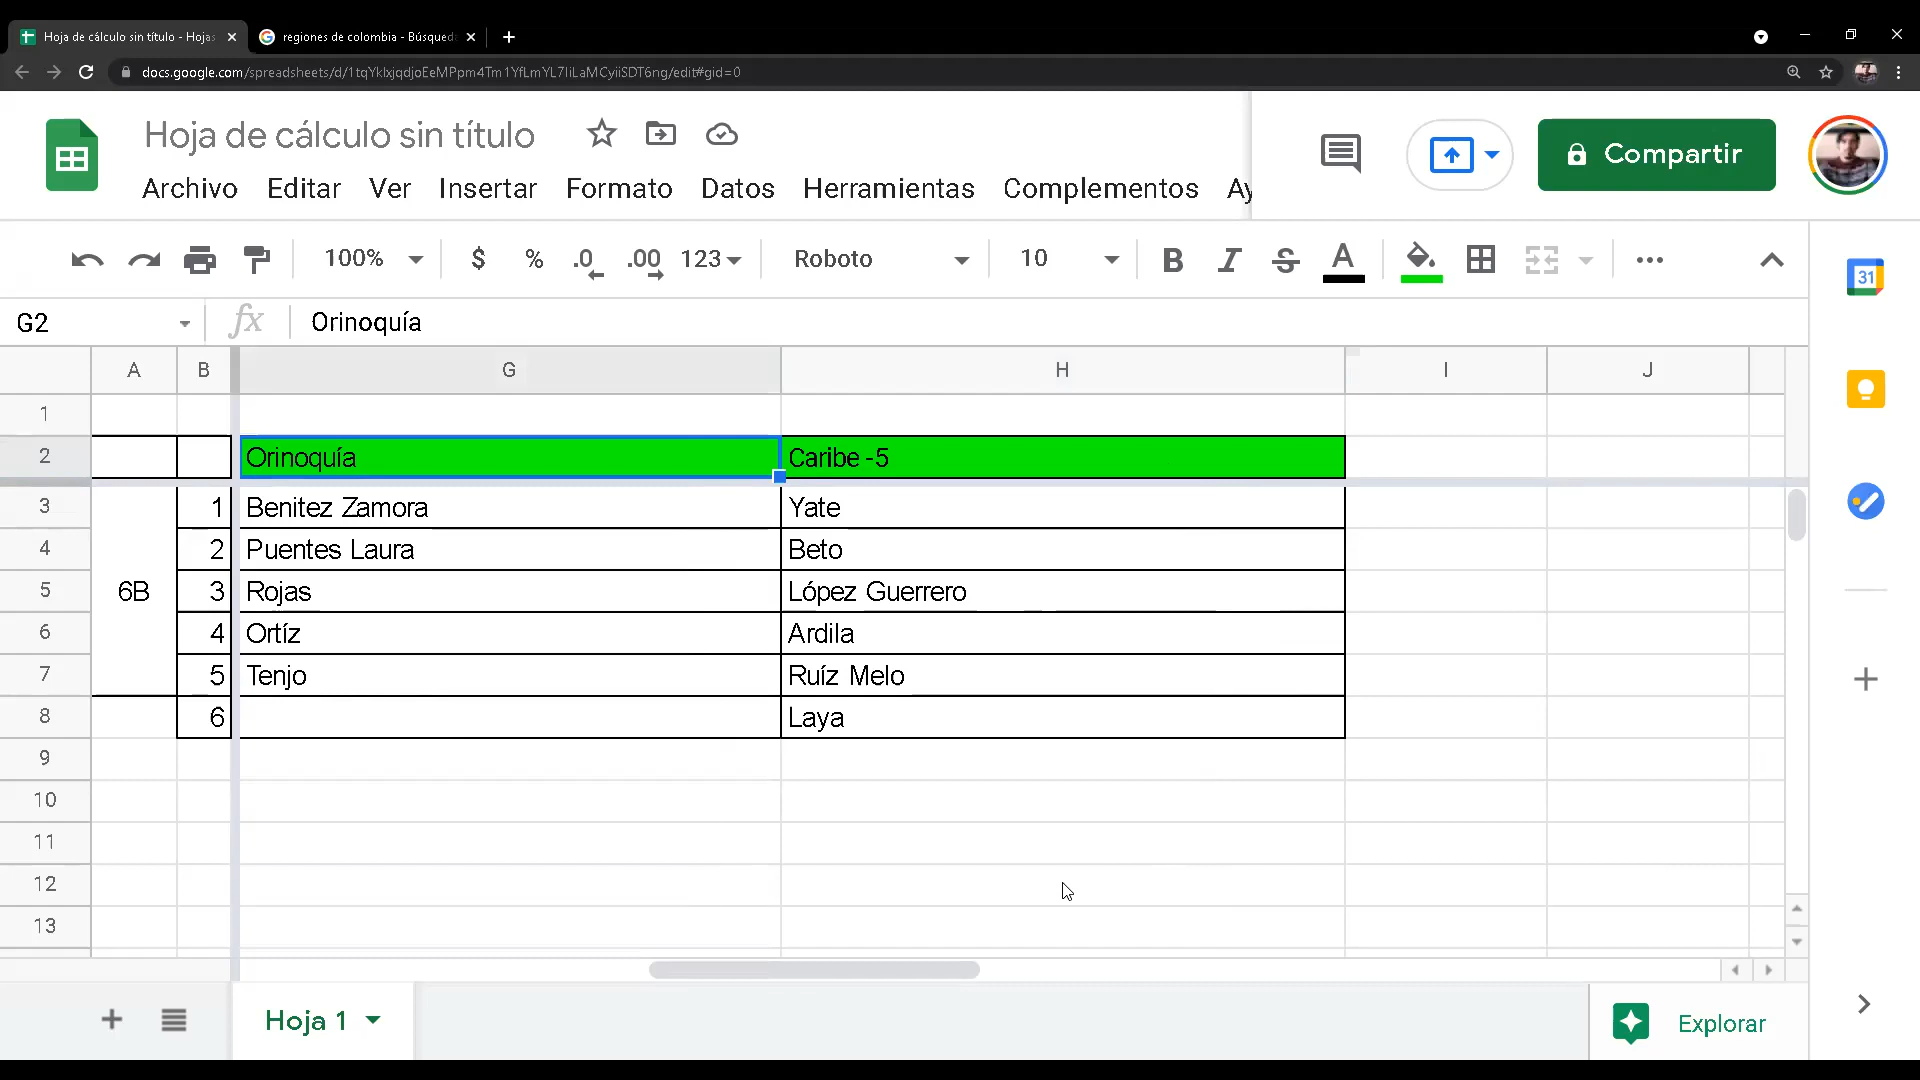 Hoja de cálculo sin título - Hojas
regiones de colombia - Búsqued
docs.google.com/spreadsheets/d/1tqYklxjqdjoEeMPpm4Tm1YfLmYL7IiLaMCyiiSDT6ng/edit#gid=0
Hoja de cálculo sin título
Compartir
Archivo Editar Ver Insertar Formato Datos Herramientas Complementos Ay
100% $ % .0 .00 123 Roboto 10 B I S A
31
G2 fx Orinoquía
A B G H I J
1
2 Orinoquía Caribe -5
3 1 Benitez Zamora Yate
4 2 Puentes Laura Beto
5 6B 3 Rojas López Guerrero
6 4 Ortíz Ardila
7 5 Tenjo Ruíz Melo
8 6 Laya
9
10
11
12
13
Hoja 1
Explorar